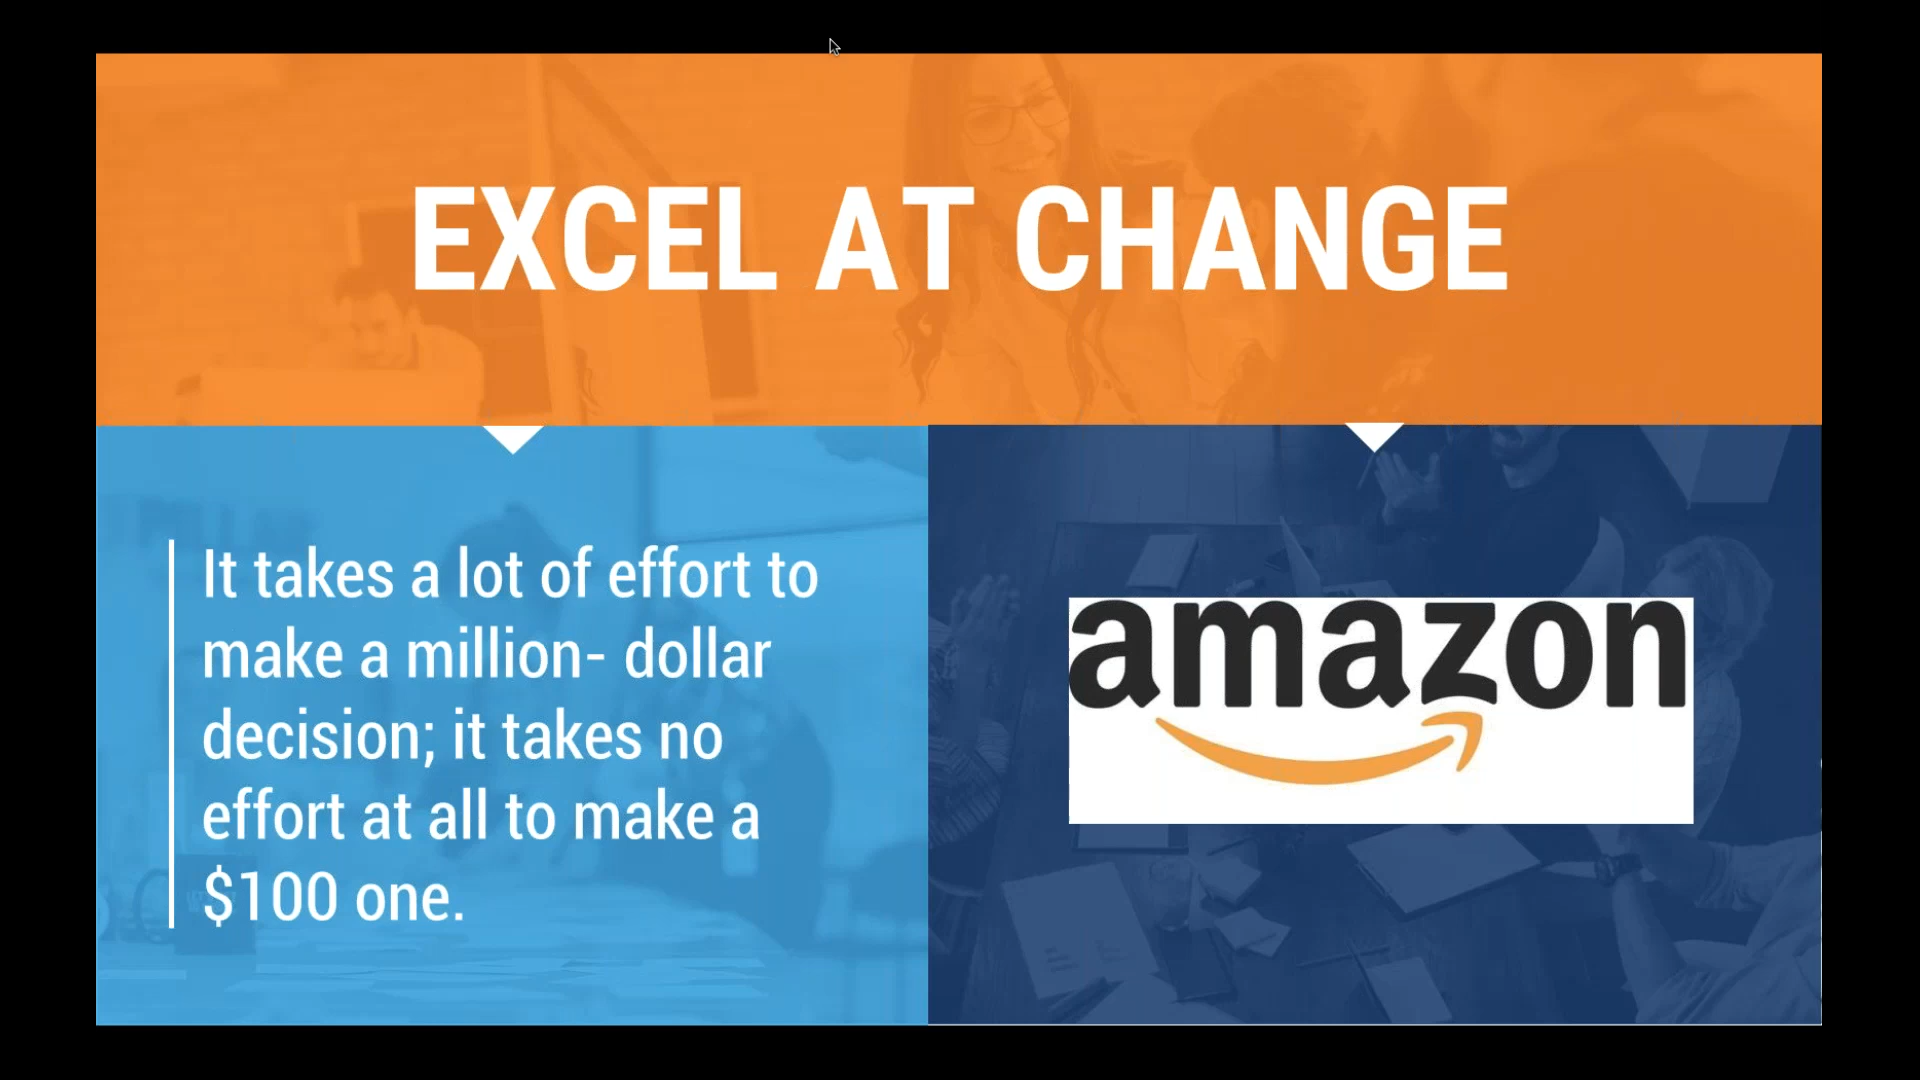 EXCEL AT CHANGE
It takes a lot of effort to
make a million- dollar
decision; it takes no
effort at all to make a
$100 one.
amazon